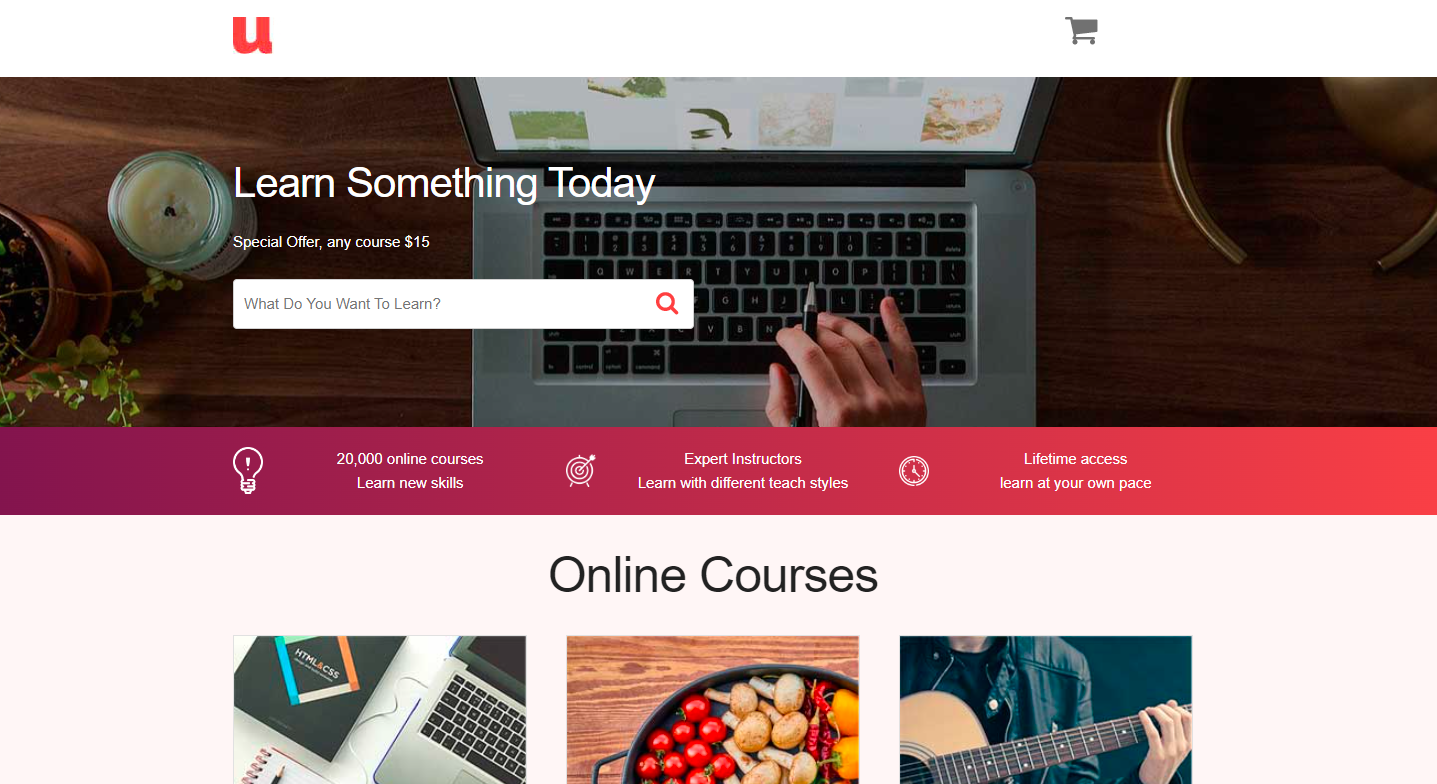 u
Learn Something Today
Special Offer, any course $15
What Do You Want To Learn?
20,000 online courses
Learn new skills
Expert Instructors
Learn with different teach styles
Lifetime access
learn at your own pace
Online Courses
HTML&CSS